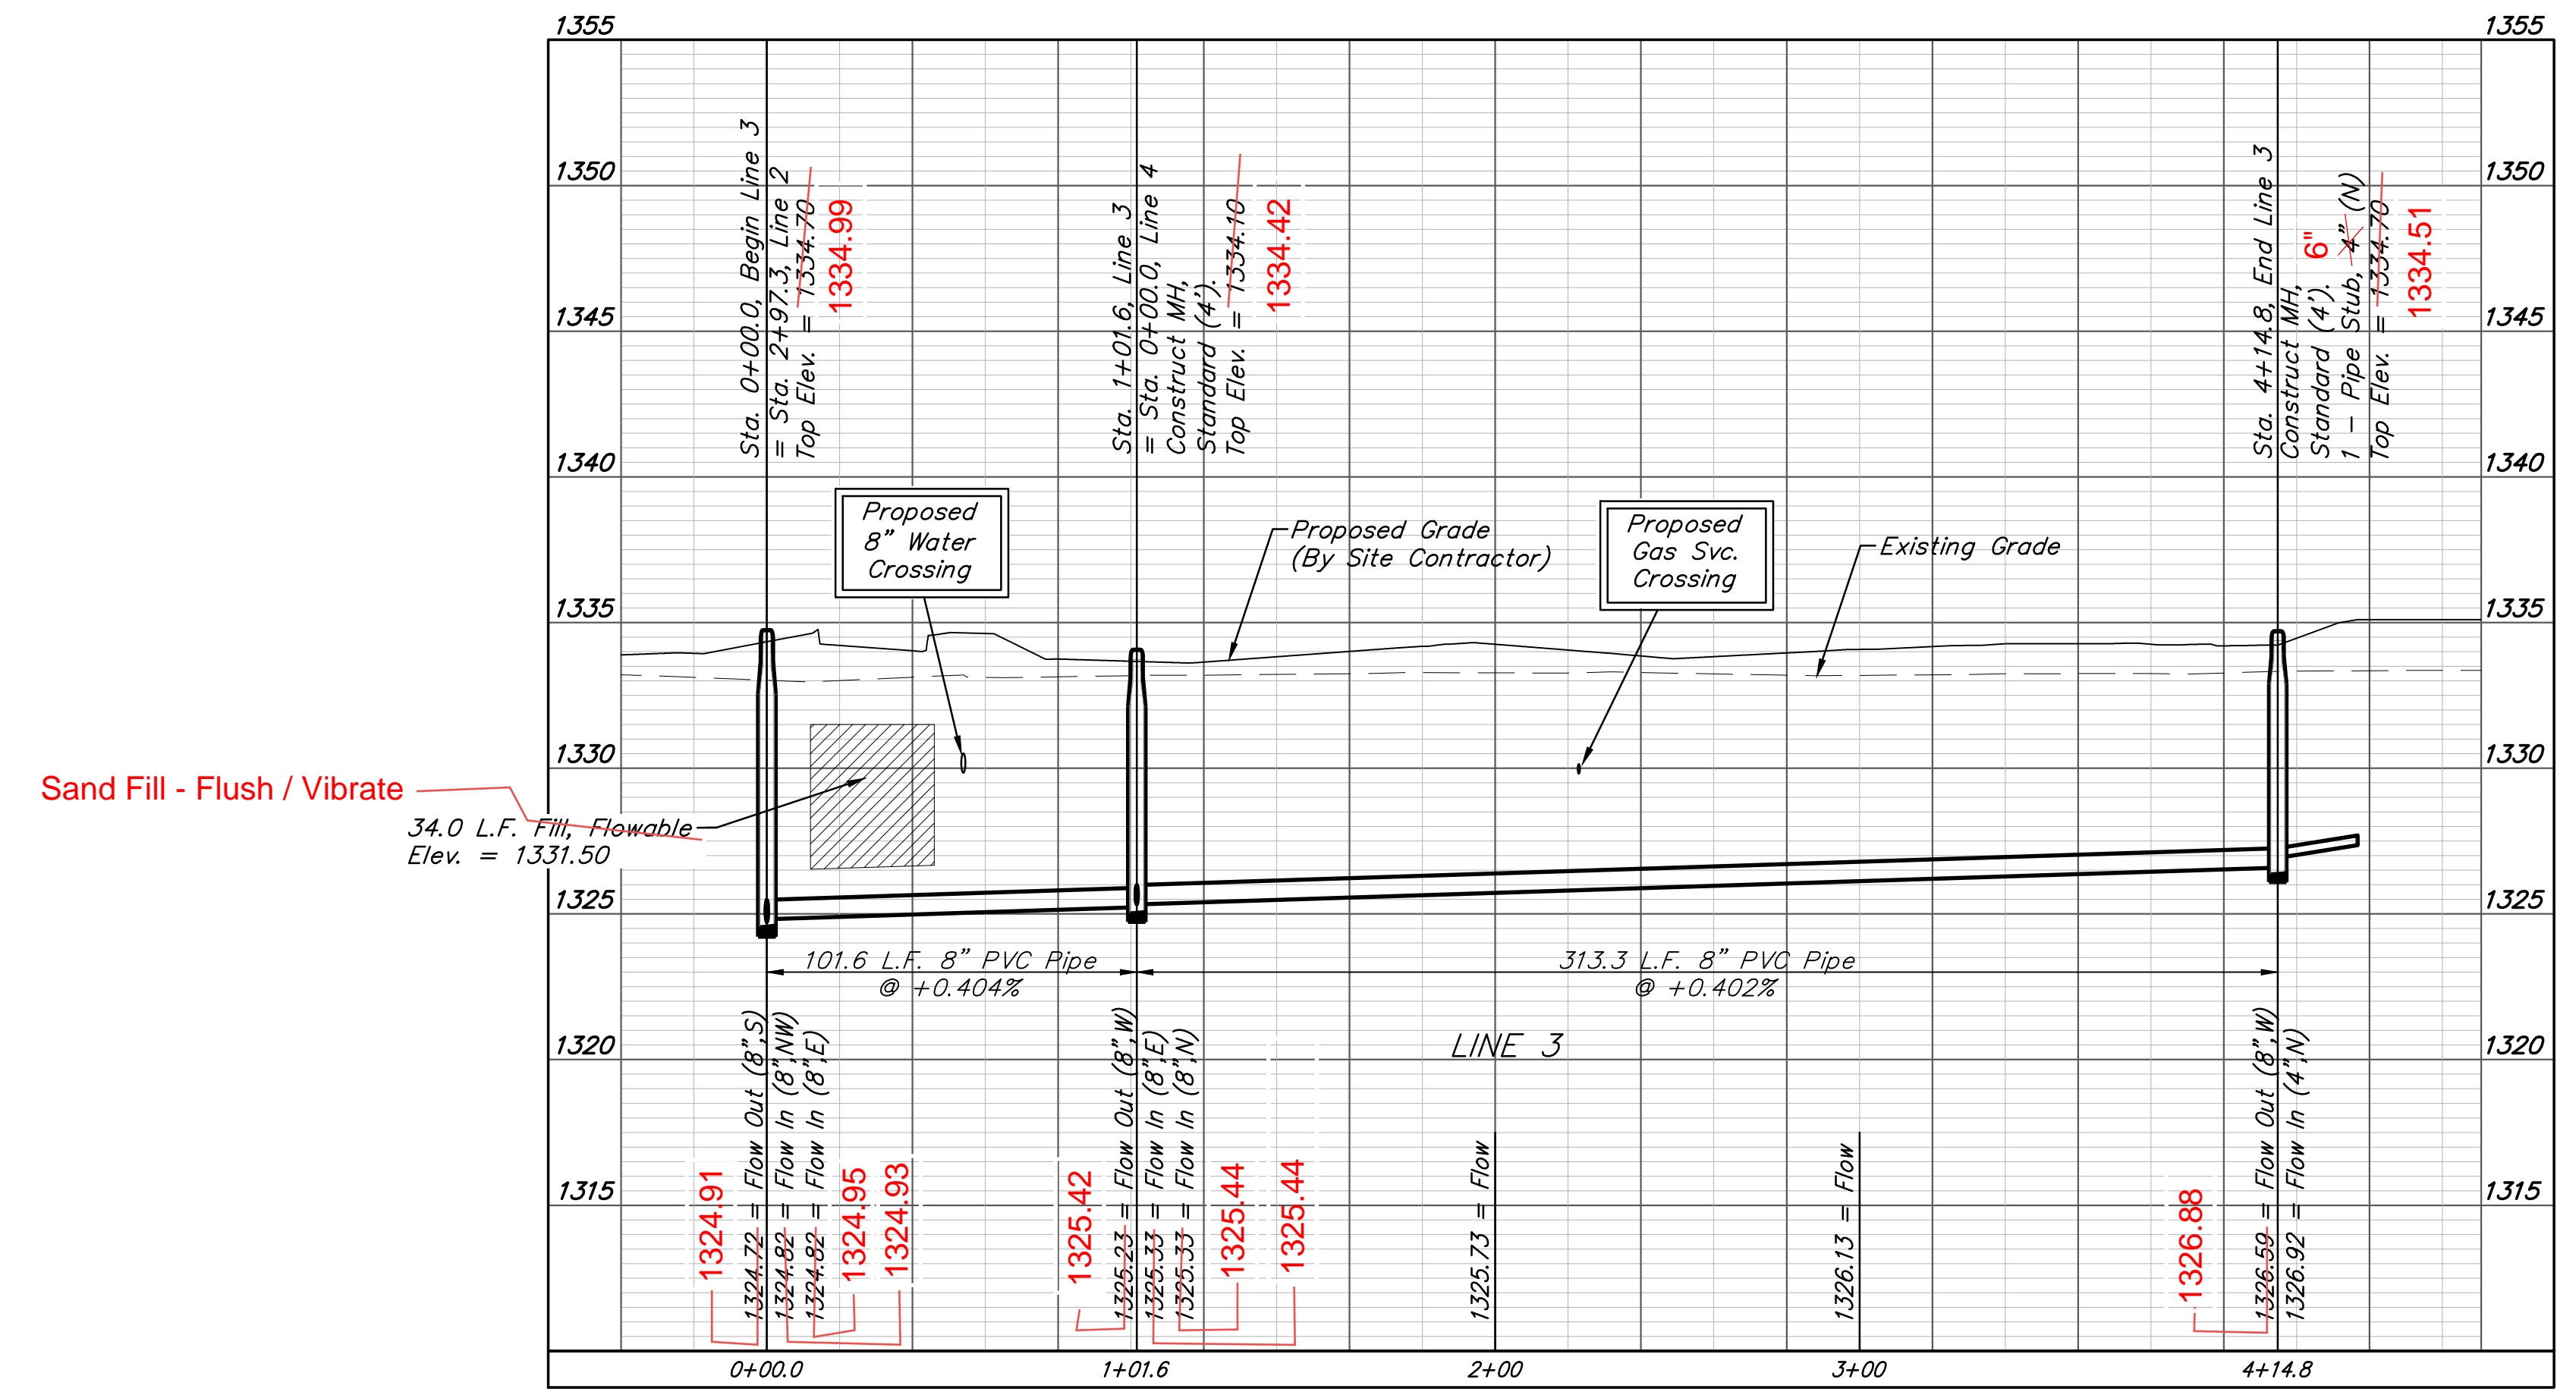 1355
1355
1350
1350
1345
1345
1340
1340
1335
1335
1330
1330
1325
1325
1320
1320
1315
1315
Sta. 0+00.0, Begin Line 3
= Sta. 2+97.3, Line 2
Top Elev. = 1334.70
1334.99
Sta. 1+01.6, Line 3
= Sta. 0+00.0, Line 4
Construct MH,
Standard (4').
Top Elev. = 1334.10
1334.42
Sta. 4+14.8, End Line 3
Construct MH,
Standard (4').
6"
1 - Pipe Stub, 4" (N)
Top Elev. = 1334.70
1334.51
Proposed
8" Water
Crossing
Proposed Grade
(By Site Contractor)
Proposed
Gas Svc.
Crossing
Existing Grade
Sand Fill - Flush / Vibrate
34.0 L.F. Fill, Flowable
Elev. = 1331.50
101.6 L.F. 8" PVC Pipe
@ +0.404%
313.3 L.F. 8" PVC Pipe
@ +0.402%
LINE 3
1324.91
1324.72 = Flow Out (8",S)
1324.82 = Flow In (8",NW)
1324.82 = Flow In (8",E)
1324.95
1324.93
1325.42
1325.23 = Flow Out (8",W)
1325.33 = Flow In (8",E)
1325.33 = Flow In (8",N)
1325.44
1325.44
1325.73 = Flow
1326.13 = Flow
1326.88
1326.59 = Flow Out (8",W)
1326.92 = Flow In (4",N)
0+00.0
1+01.6
2+00
3+00
4+14.8